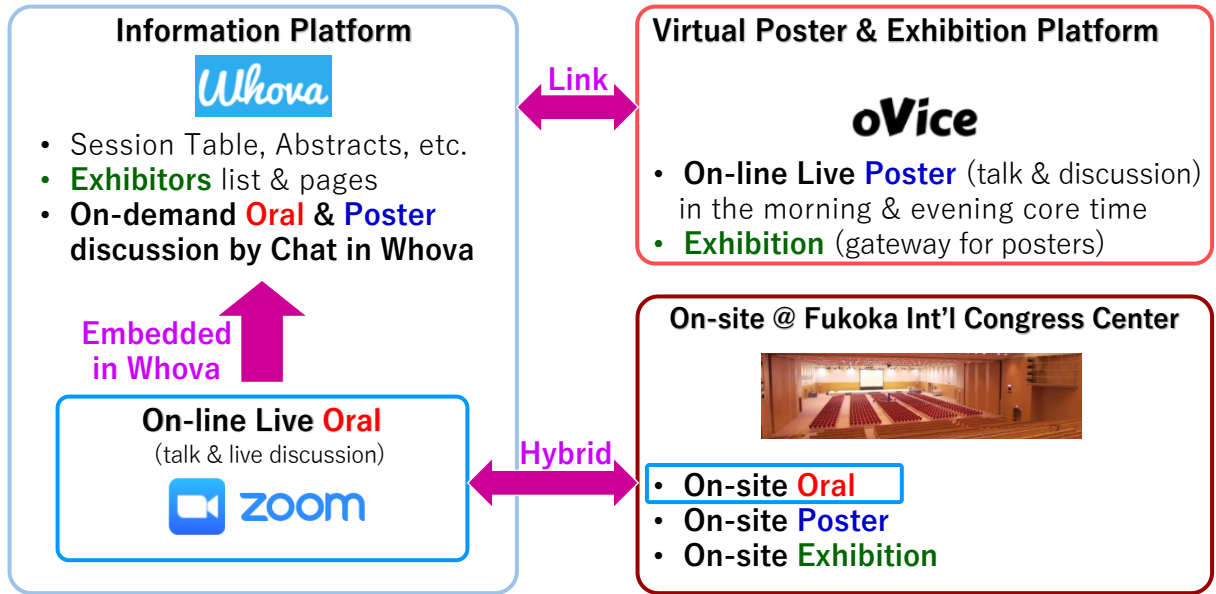 Information Platform
Whova
• Session Table, Abstracts, etc.
• Exhibitors list & pages
• On-demand Oral & Poster
discussion by Chat in Whova
Embedded
in Whova
On-line Live Oral
(talk & live discussion)
zoom
Link
Hybrid
Virtual Poster & Exhibition Platform
oVice
• On-line Live Poster (talk & discussion)
in the morning & evening core time
• Exhibition (gateway for posters)
On-site @ Fukoka Int'l Congress Center
• On-site Oral
• On-site Poster
• On-site Exhibition